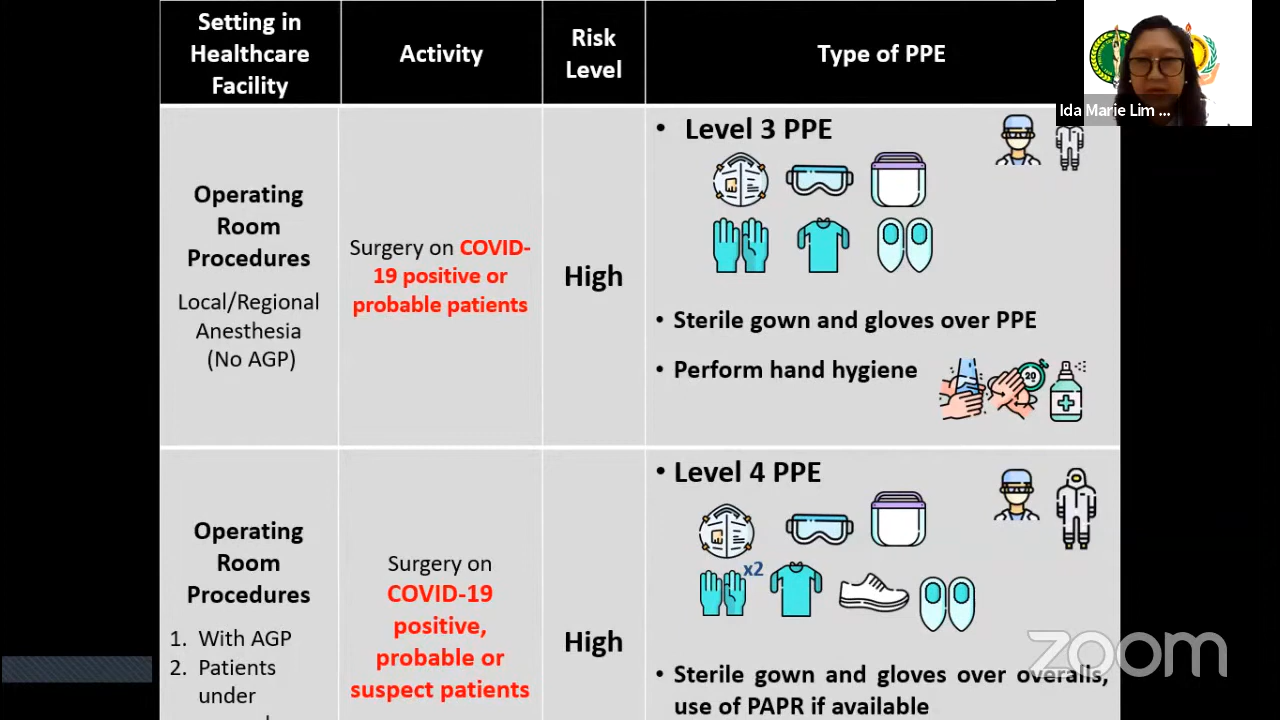 Setting in
Healthcare
Facility
Activity
Risk
Level
Type of PPE
Ida Marie Lim ...
Operating
Room
Procedures
Local/Regional
Anesthesia
(No AGP)
Surgery on COVID-
19 positive or
probable patients
High
• Level 3 PPE
• Sterile gown and gloves over PPE
• Perform hand hygiene
20
Operating
Room
Procedures
1. With AGP
2. Patients
under
Surgery on
COVID-19
positive,
probable or
suspect patients
High
• Level 4 PPE
x2
• Sterile gown and gloves over overalls,
use of PAPR if available
zoom